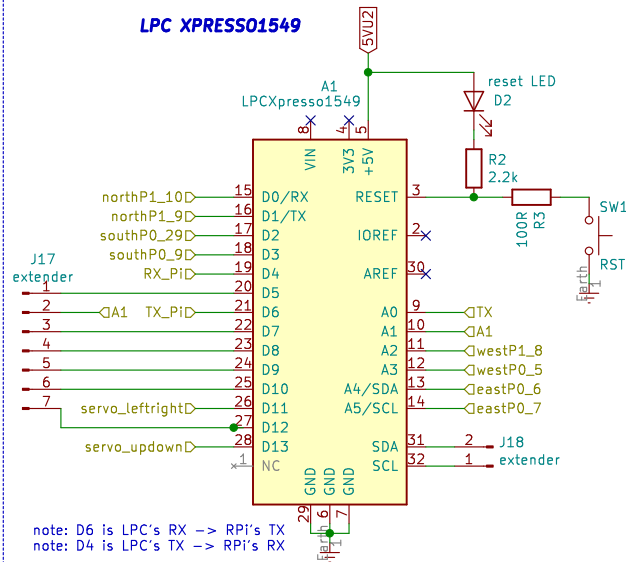 LPC XPRESSO1549
5VU2
A1
LPCXpresso1549
reset LED
D2
R2
2.2k
100R
R3
SW1
RST
Earth
1
8
4
5
VIN
3V3
+5V
northP1_10 15 D0/RX
northP1_9 16 D1/TX
southP0_29 17 D2
southP0_9 18 D3
RX_Pi 19 D4
J17
extender
1 20 D5
2 A1 TX_Pi 21 D6
3 22 D7
4 23 D8
5 24 D9
6 25 D10
7 servo_leftright 26 D11
27 D12
servo_updown 28 D13
1 NC
RESET 3
IOREF 2
AREF 30
A0 9 TX
A1 10 A1
A2 11 westP1_8
A3 12 westP0_5
A4/SDA 13 eastP0_6
A5/SCL 14 eastP0_7
SDA 31 2 J18
SCL 32 1 extender
GND
GND
GND
29
6
7
Earth
1
note: D6 is LPC's RX -> RPi's TX
note: D4 is LPC's TX -> RPi's RX